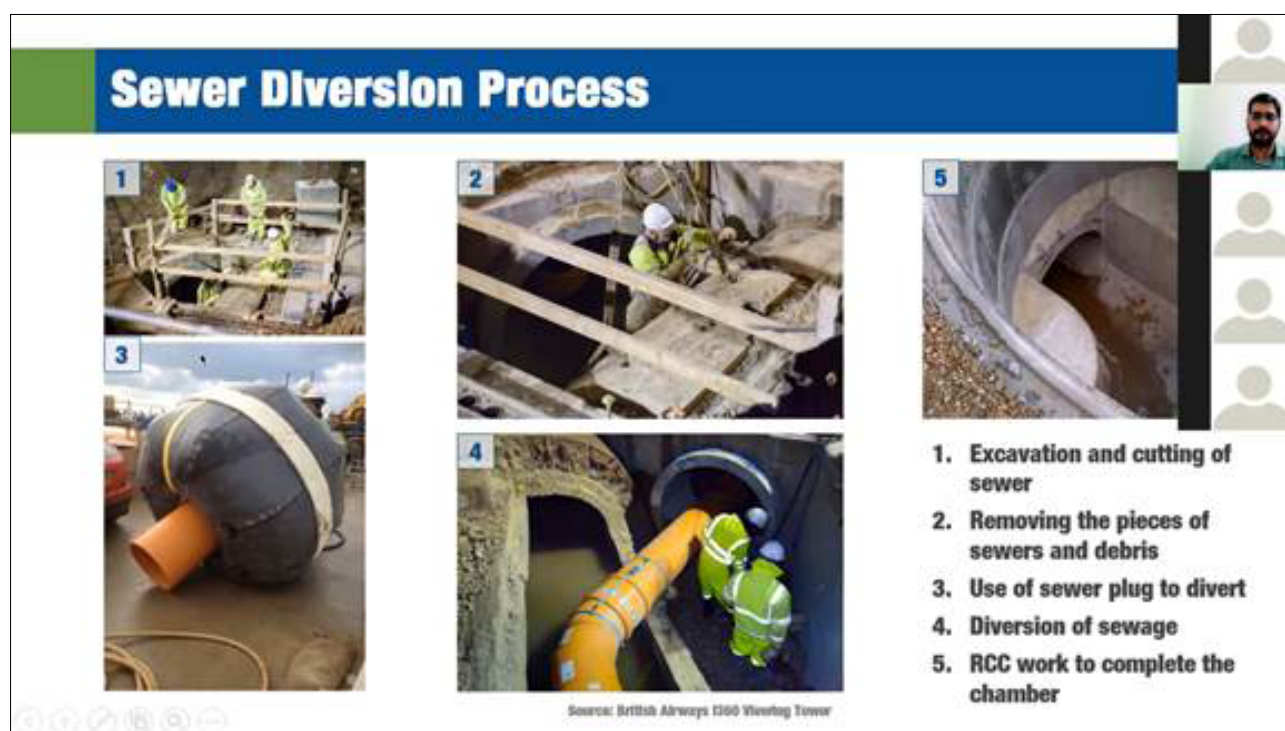 Sewer Diversion Process
1
2
5
3
4
1. Excavation and cutting of
sewer
2. Removing the pieces of
sewers and debris
3. Use of sewer plug to divert
4. Diversion of sewage
5. RCC work to complete the
chamber
Source: British Airways i360 Viewing Tower